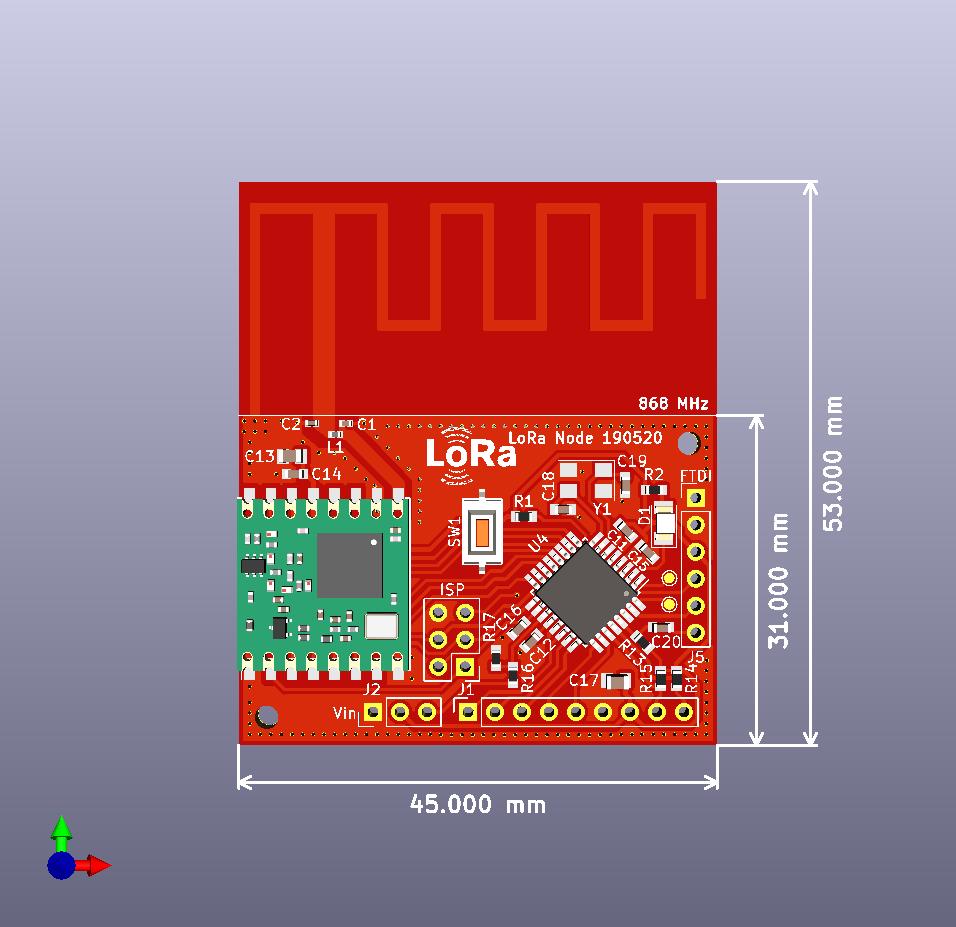 868 MHz
C2
C1
L1
LoRa
LoRa Node 190520
C13
C14
C19
C18
R2
FTDI
R1
Y1
D1
SW1
U4
C11
C15
ISP
R17
C16
C12
C20
R13
J5
R16
C17
R15
R14
J2
J1
Vin
53.000 mm
31.000 mm
45.000 mm